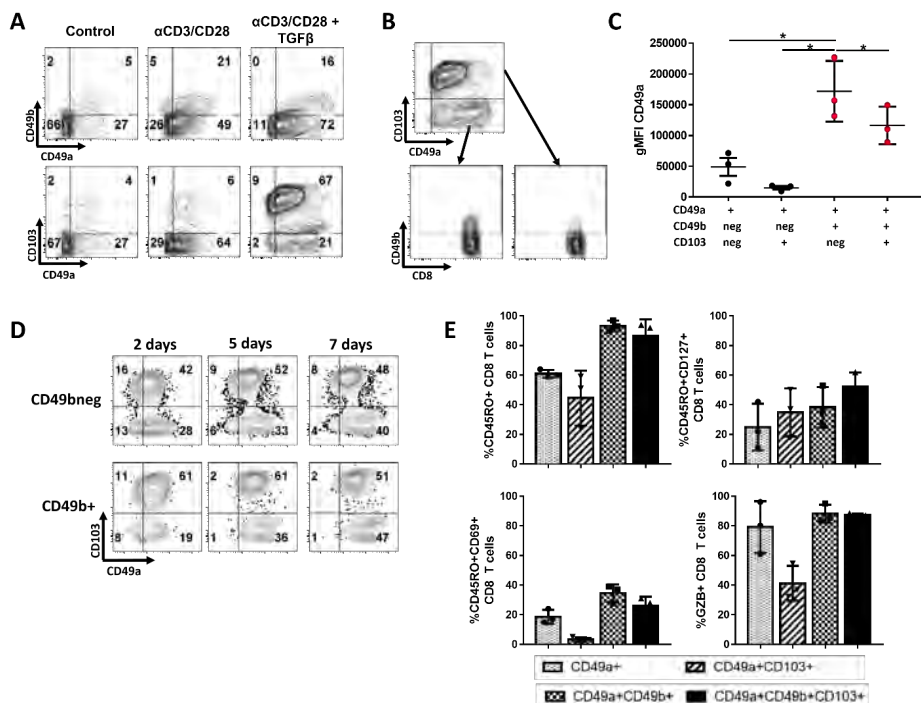 A
Control
αCD3/CD28
αCD3/CD28 +
TGFβ
2 5
5 21
0 16
66 27
26 49
11 72
CD49b
CD49a
2 4
1 6
9 67
67 27
29 64
2 21
CD103
CD49a
B
CD103
CD49a
CD49b
CD8
C
gMFI CD49a
250000
200000
150000
100000
50000
0
* * *
CD49a + + + +
CD49b neg neg + +
CD103 neg + neg +
D
2 days 5 days 7 days
CD49bneg
16 42
9 52
8 48
13 28
6 33
4 40
CD49b+
11 61
2 61
2 51
8 19
1 36
1 47
CD103
CD49a
E
%CD45RO+ CD8 T cells
100
80
60
40
20
0
%CD45RO+CD127+
CD8 T cells
100
80
60
40
20
0
%CD45RO+CD69+
CD8 T cells
100
80
60
40
20
0
%GZB+ CD8 T cells
100
80
60
40
20
0
CD49a+
CD49a+CD103+
CD49a+CD49b+
CD49a+CD49b+CD103+